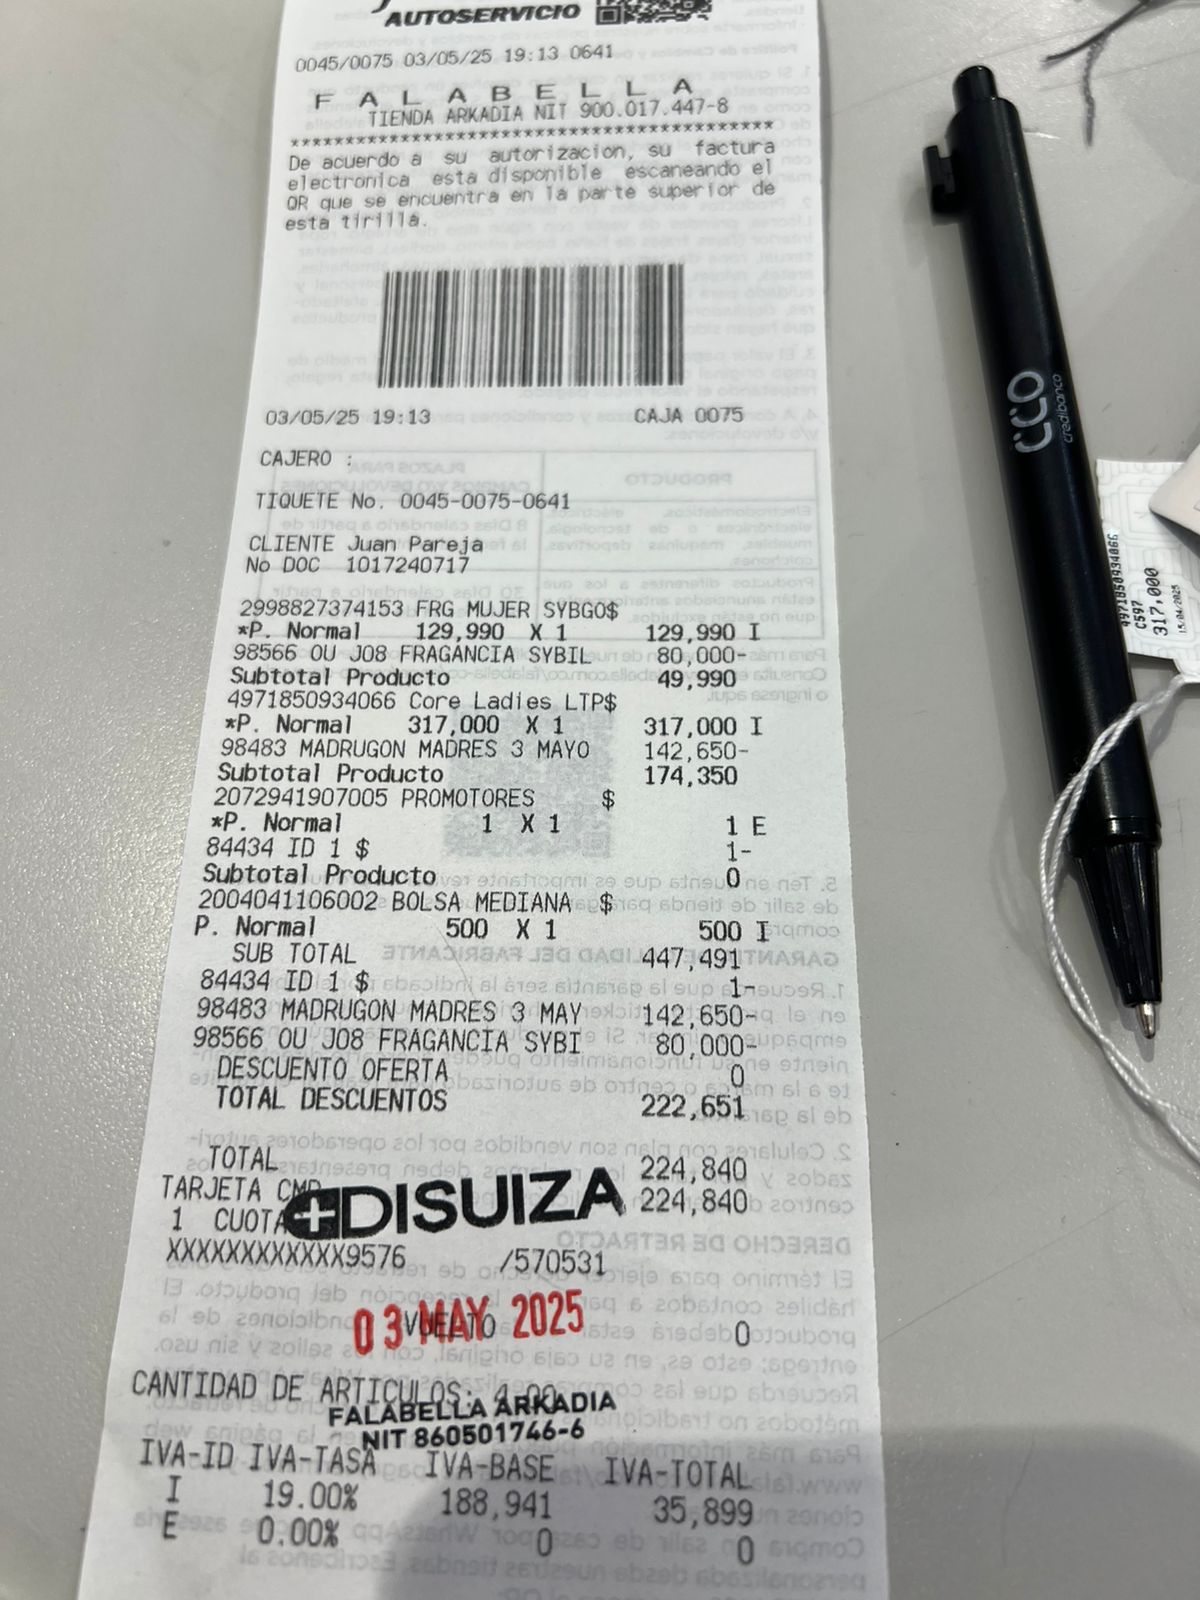 AUTOSERVICIO
0045/0075 03/05/25 19:13 0641
F A L A B E L L A
TIENDA ARKADIA NIT 900.017.447-8
********************************************
De acuerdo a su autorizacion, su factura
electronica esta disponible escaneando el
QR que se encuentra en la parte superior de
esta tirilla.
03/05/25 19:13 CAJA 0075
CAJERO :
TIQUETE No. 0045-0075-0641
CLIENTE Juan Pareja
No DOC 1017240717
2998827374153 FRG MUJER SYBGO$
*P. Normal 129,990 X 1 129,990 I
98566 OU J08 FRAGANCIA SYBIL 80,000-
Subtotal Producto 49,990
4971850934066 Core Ladies LTP$
*P. Normal 317,000 X 1 317,000 I
98483 MADRUGON MADRES 3 MAYO 142,650-
Subtotal Producto 174,350
2072941907005 PROMOTORES $
*P. Normal 1 X 1 1 E
84434 ID 1 $ 1-
Subtotal Producto 0
2004041106002 BOLSA MEDIANA $
P. Normal 500 X 1 500 I
SUB TOTAL 447,491
84434 ID 1 $ 1-
98483 MADRUGON MADRES 3 MAY 142,650-
98566 OU J08 FRAGANCIA SYBI 80,000-
DESCUENTO OFERTA 0
TOTAL DESCUENTOS 222,651
TOTAL 224,840
TARJETA CMR 224,840
1 CUOTA
DISUIZA
XXXXXXXXXXXX9576 /570531
VUELTO 0
03 MAY 2025
CANTIDAD DE ARTICULOS: 4.00
FALABELLA ARKADIA
NIT 860501746-6
IVA-ID IVA-TASA IVA-BASE IVA-TOTAL
I 19.00% 188,941 35,899
E 0.00% 0 0
credibanco
4971850934066
C597
317,000
15/04/2025